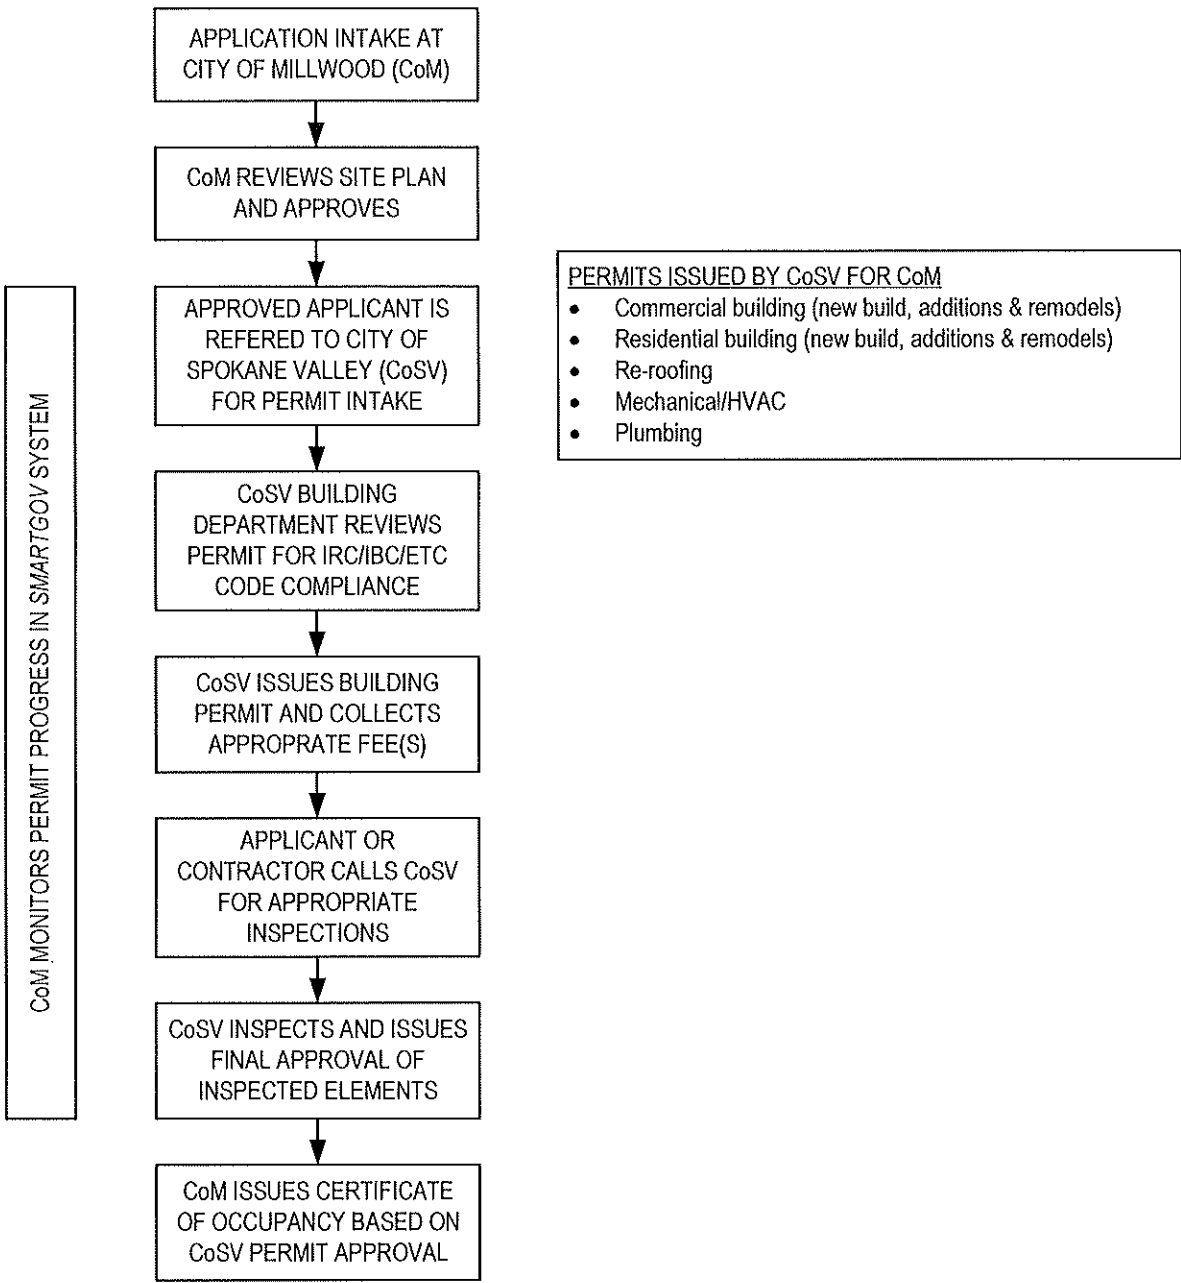 APPLICATION INTAKE AT
CITY OF MILLWOOD (CoM)
CoM REVIEWS SITE PLAN
AND APPROVES
APPROVED APPLICANT IS
REFERED TO CITY OF
SPOKANE VALLEY (CoSV)
FOR PERMIT INTAKE
PERMITS ISSUED BY CoSV FOR CoM
• Commercial building (new build, additions & remodels)
• Residential building (new build, additions & remodels)
• Re-roofing
• Mechanical/HVAC
• Plumbing
CoM MONITORS PERMIT PROGRESS IN SMARTGOV SYSTEM
CoSV BUILDING
DEPARTMENT REVIEWS
PERMIT FOR IRC/IBC/ETC
CODE COMPLIANCE
CoSV ISSUES BUILDING
PERMIT AND COLLECTS
APPROPRATE FEE(S)
APPLICANT OR
CONTRACTOR CALLS CoSV
FOR APPROPRIATE
INSPECTIONS
CoSV INSPECTS AND ISSUES
FINAL APPROVAL OF
INSPECTED ELEMENTS
CoM ISSUES CERTIFICATE
OF OCCUPANCY BASED ON
CoSV PERMIT APPROVAL